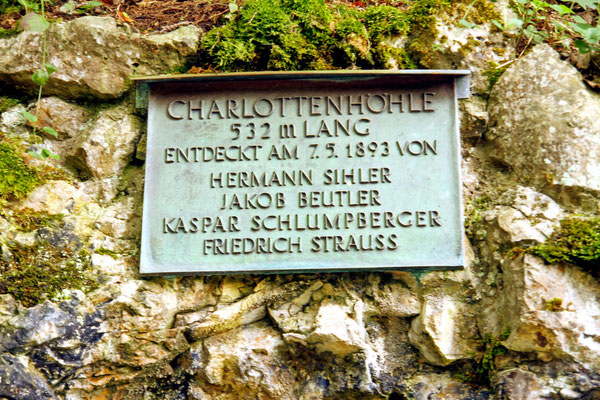 CHARLOTTENHÖHLE
532 m LANG
ENTDECKT AM 7.5.1893 VON
HERMANN SIHLER
JAKOB BEUTLER
KASPAR SCHLUMPBERGER
FRIEDRICH STRAUSS